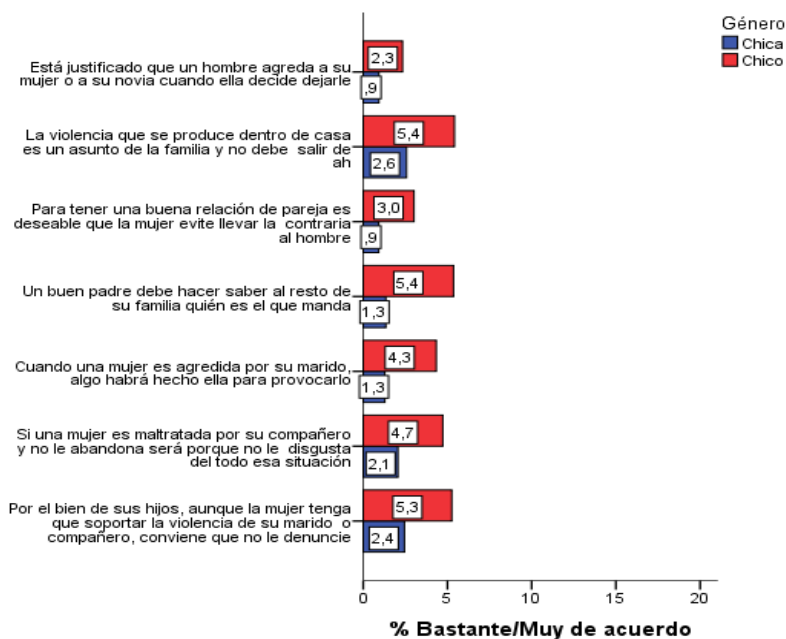 Género
Chica
Chico
Está justificado que un hombre agreda a su
mujer o a su novia cuando ella decide dejarle
2,3
,9
La violencia que se produce dentro de casa
es un asunto de la familia y no debe salir de
ah
5,4
2,6
Para tener una buena relación de pareja es
deseable que la mujer evite llevar la contraria
al hombre
3,0
,9
Un buen padre debe hacer saber al resto de
su familia quién es el que manda
5,4
1,3
Cuando una mujer es agredida por su marido,
algo habrá hecho ella para provocarlo
4,3
1,3
Si una mujer es maltratada por su compañero
y no le abandona será porque no le disgusta
del todo esa situación
4,7
2,1
Por el bien de sus hijos, aunque la mujer tenga
que soportar la violencia de su marido o
compañero, conviene que no le denuncie
5,3
2,4
0 5 10 15 20
% Bastante/Muy de acuerdo